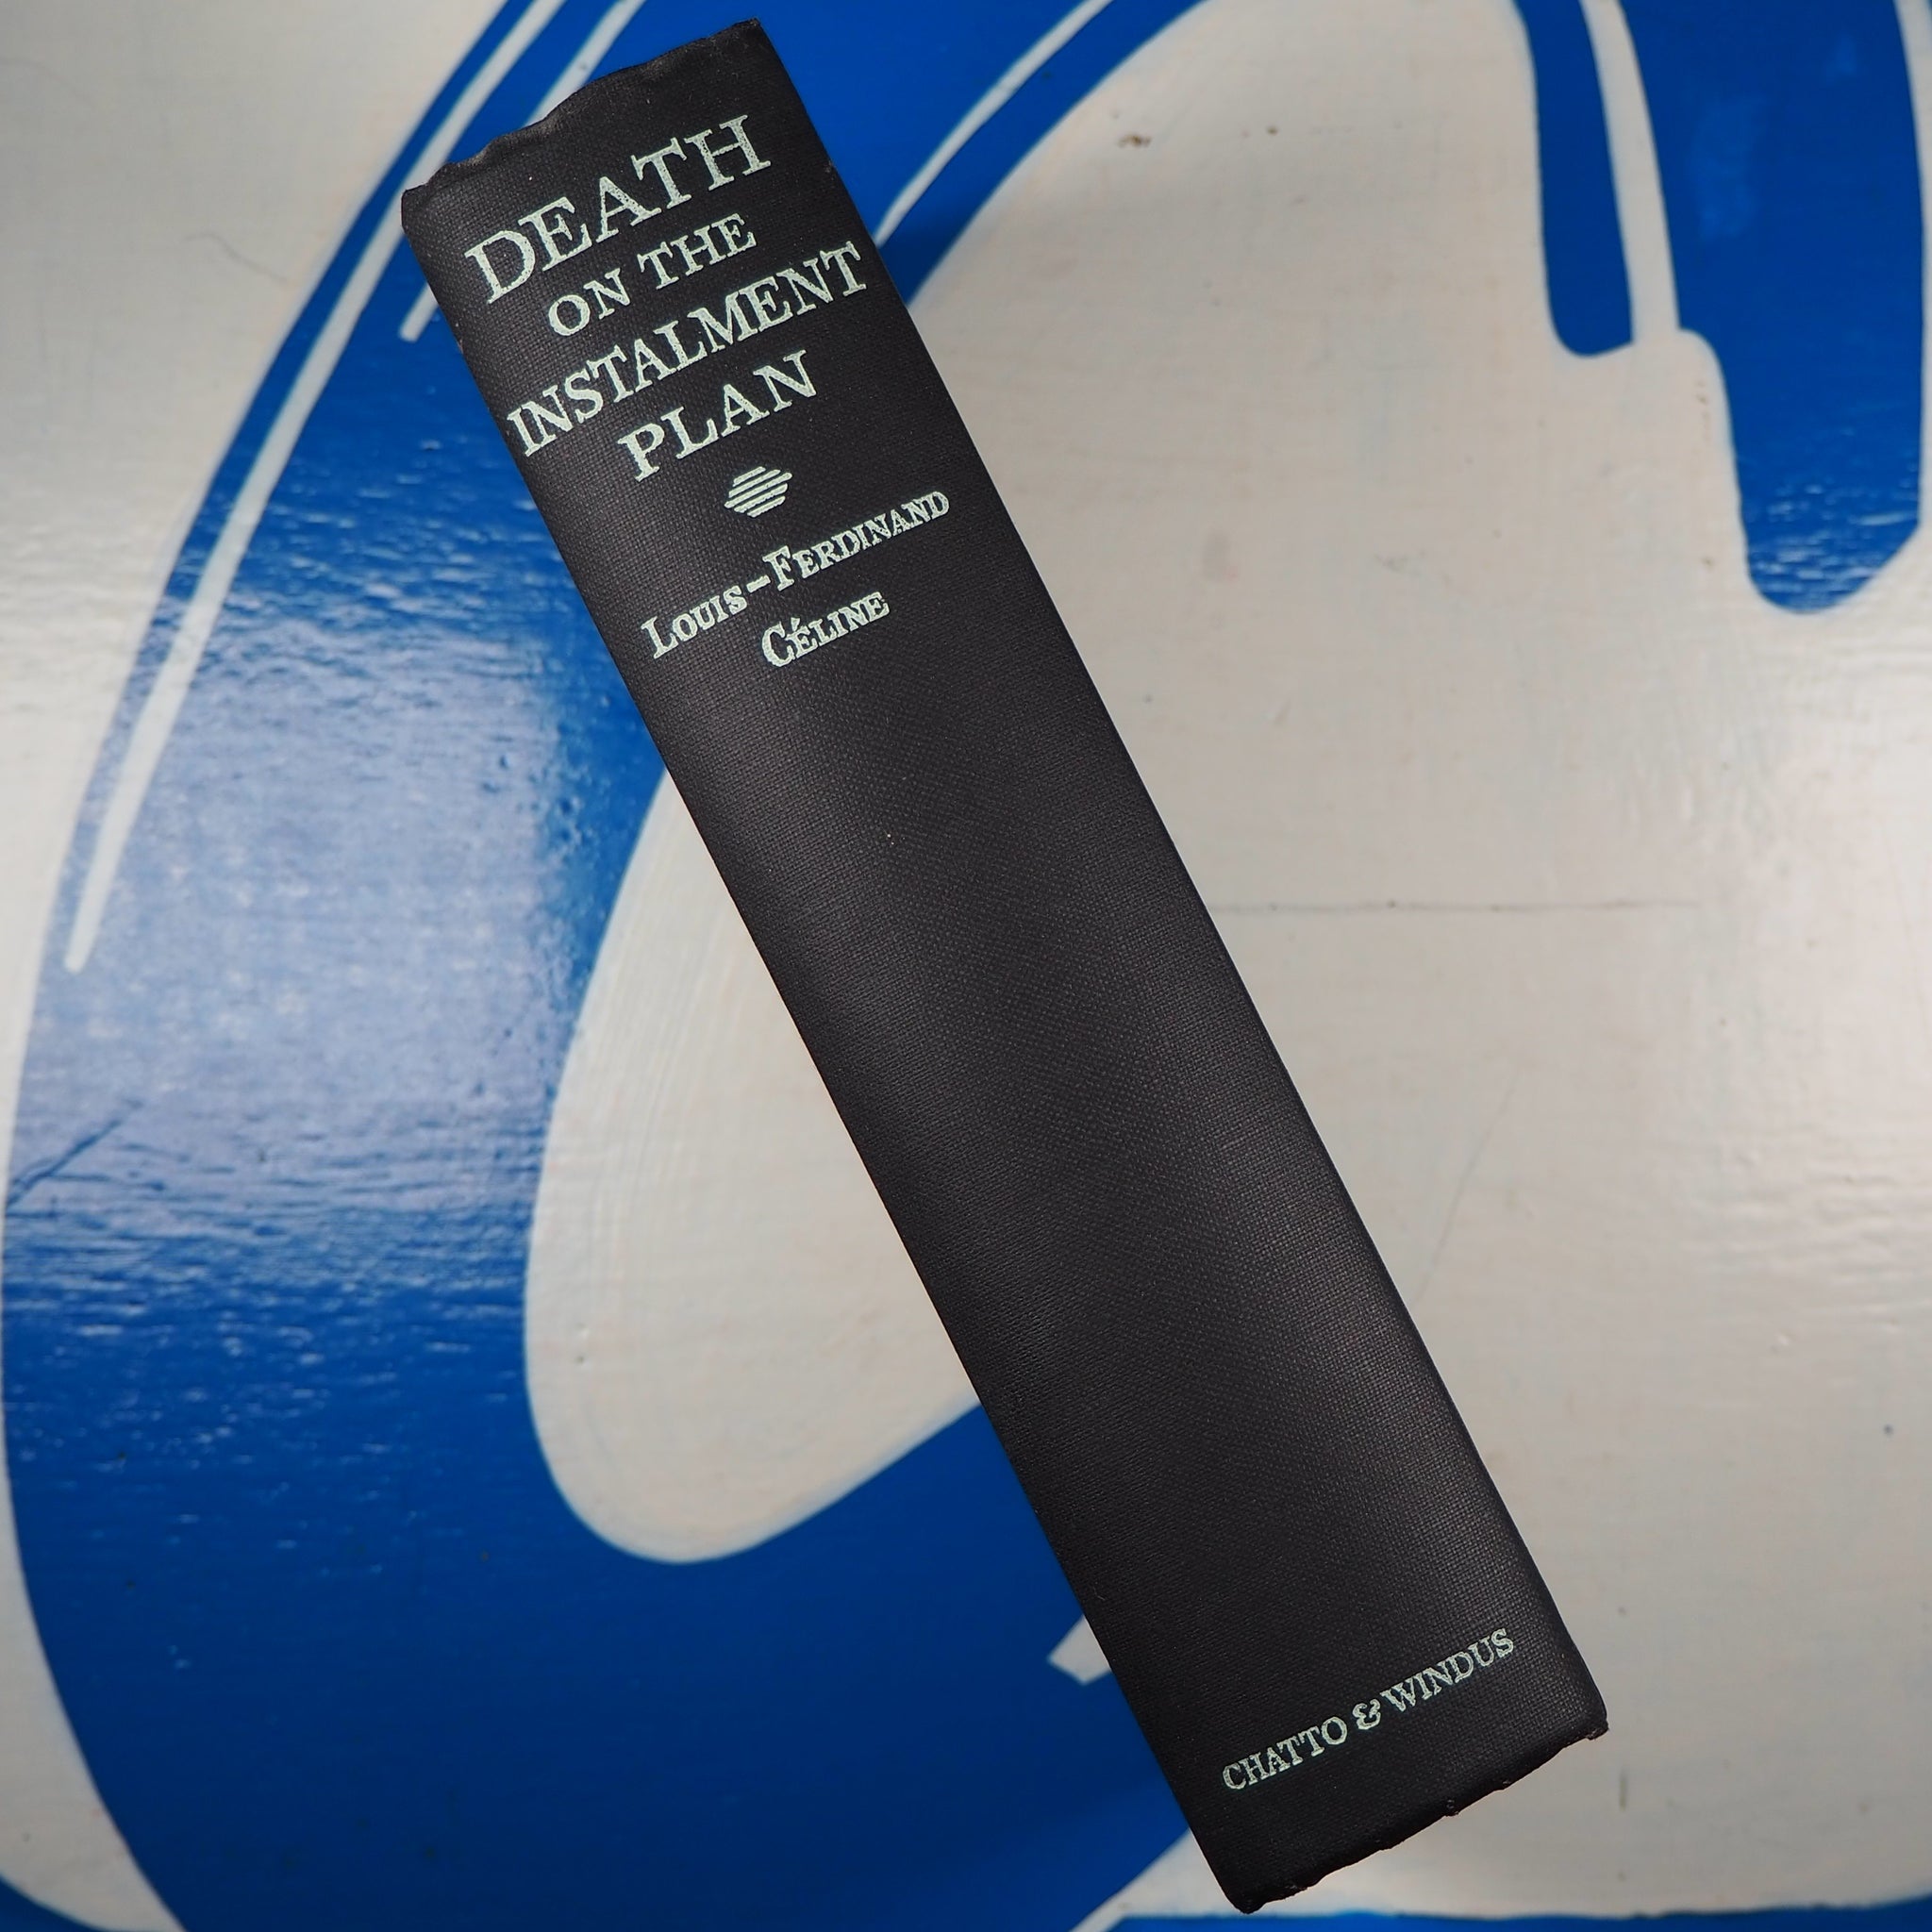 DEATH
ON THE
INSTALMENT
PLAN
LOUIS-FERDINAND
CÉLINE
CHATTO & WINDUS